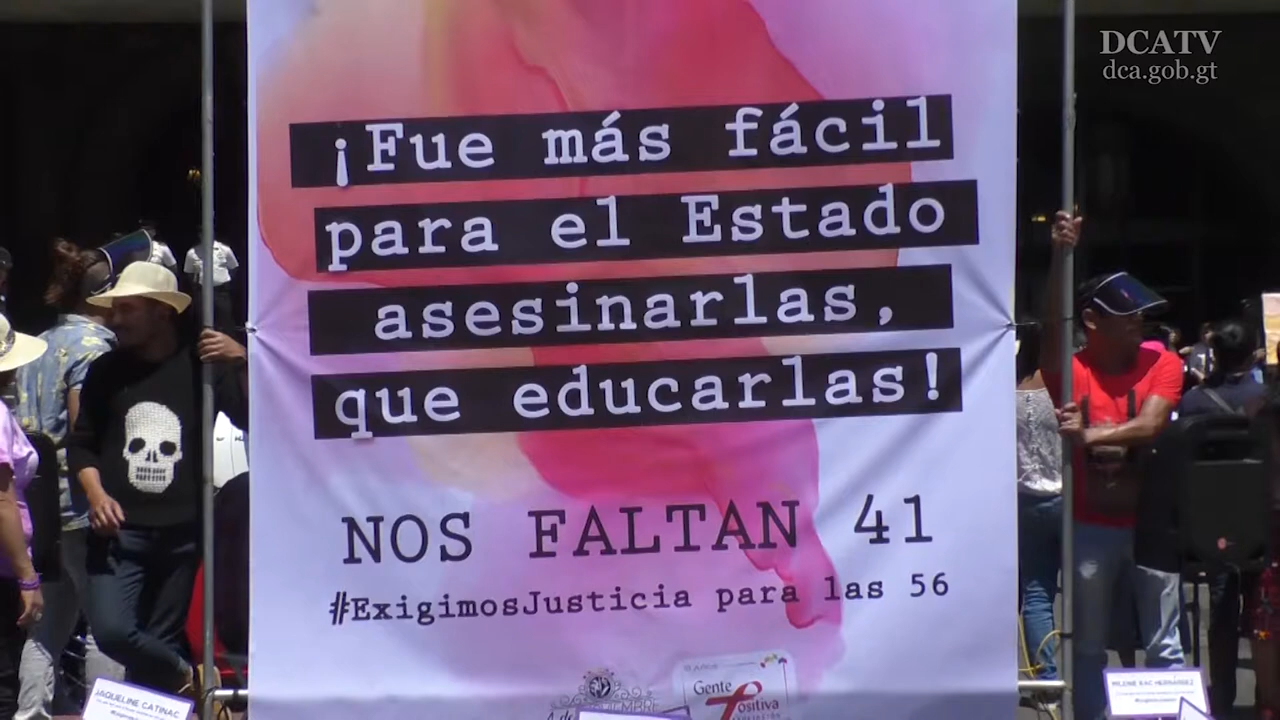 DCATV
dca.gob.gt
¡Fue más fácil
para el Estado
asesinarlas,
que educarlas!
NOS FALTAN 41
#ExigimosJusticia para las 56
Gente
Positiva
JAQUELINE CATINAC